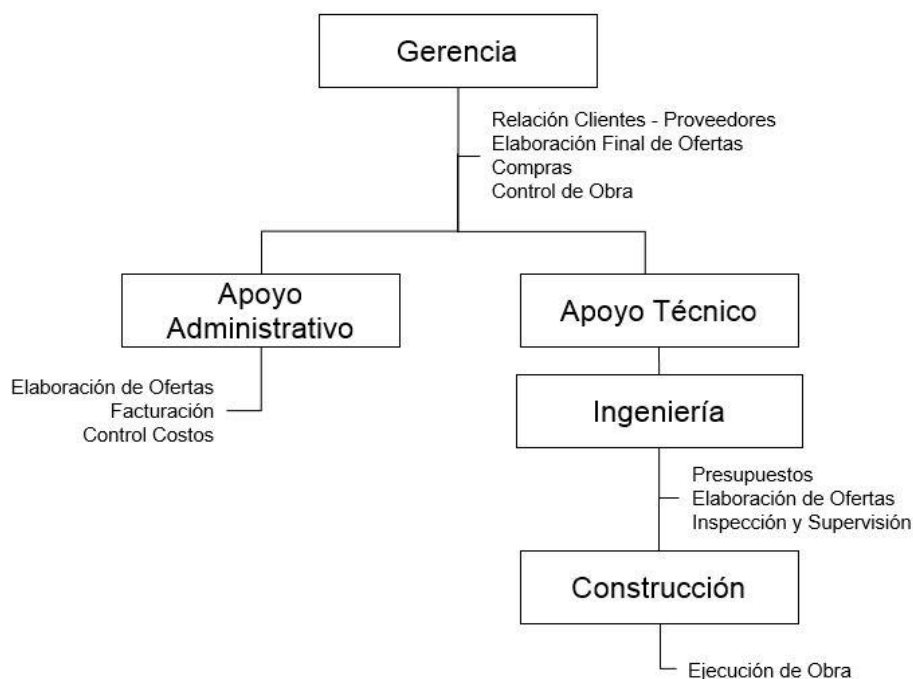 Gerencia
Relación Clientes - Proveedores
Elaboración Final de Ofertas
Compras
Control de Obra
Apoyo
Administrativo
Elaboración de Ofertas
Facturación
Control Costos
Apoyo Técnico
Ingeniería
Presupuestos
Elaboración de Ofertas
Inspección y Supervisión
Construcción
Ejecución de Obra